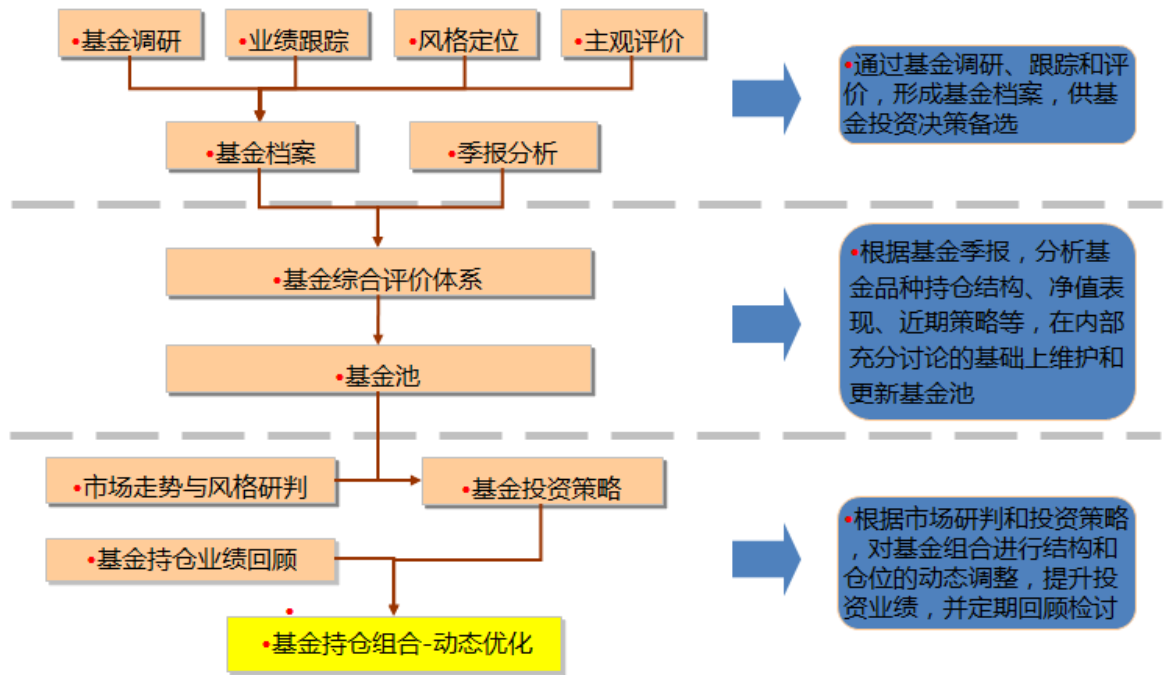 •基金调研
•业绩跟踪
•风格定位
•主观评价
•通过基金调研、跟踪和评
价，形成基金档案，供基
金投资决策备选
•基金档案
•季报分析
•基金综合评价体系
•基金池
•根据基金季报，分析基
金品种持仓结构、净值表
现、近期策略等，在内部
充分讨论的基础上维护和
更新基金池
•市场走势与风格研判
•基金投资策略
•基金持仓业绩回顾
•
•基金持仓组合-动态优化
•根据市场研判和投资策略
，对基金组合进行结构和
仓位的动态调整，提升投
资业绩，并定期回顾检讨